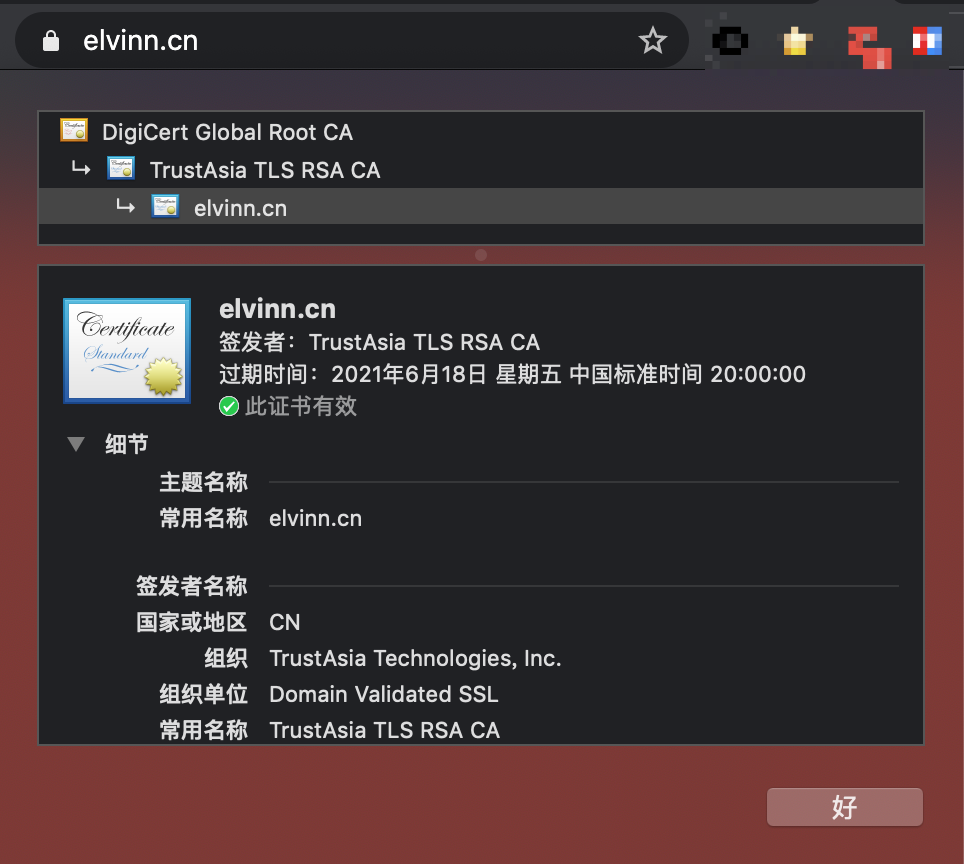 elvinn.cn
DigiCert Global Root CA
TrustAsia TLS RSA CA
elvinn.cn
Certificate
Standard
elvinn.cn
签发者：TrustAsia TLS RSA CA
过期时间：2021年6月18日 星期五 中国标准时间 20:00:00
此证书有效
细节
主题名称
常用名称 elvinn.cn
签发者名称
国家或地区 CN
组织 TrustAsia Technologies, Inc.
组织单位 Domain Validated SSL
常用名称 TrustAsia TLS RSA CA
好